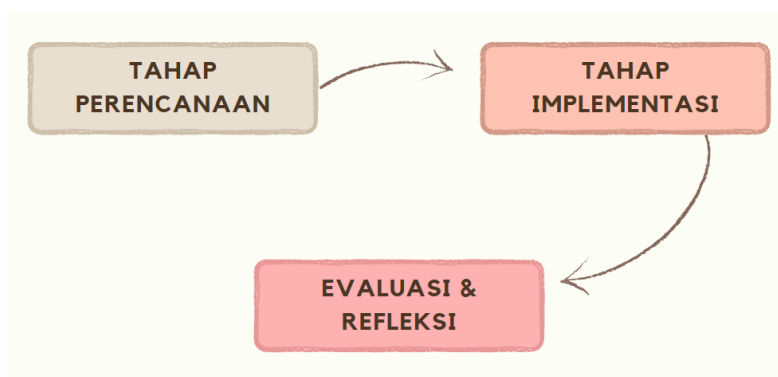 TAHAP
PERENCANAAN
TAHAP
IMPLEMENTASI
EVALUASI &
REFLEKSI